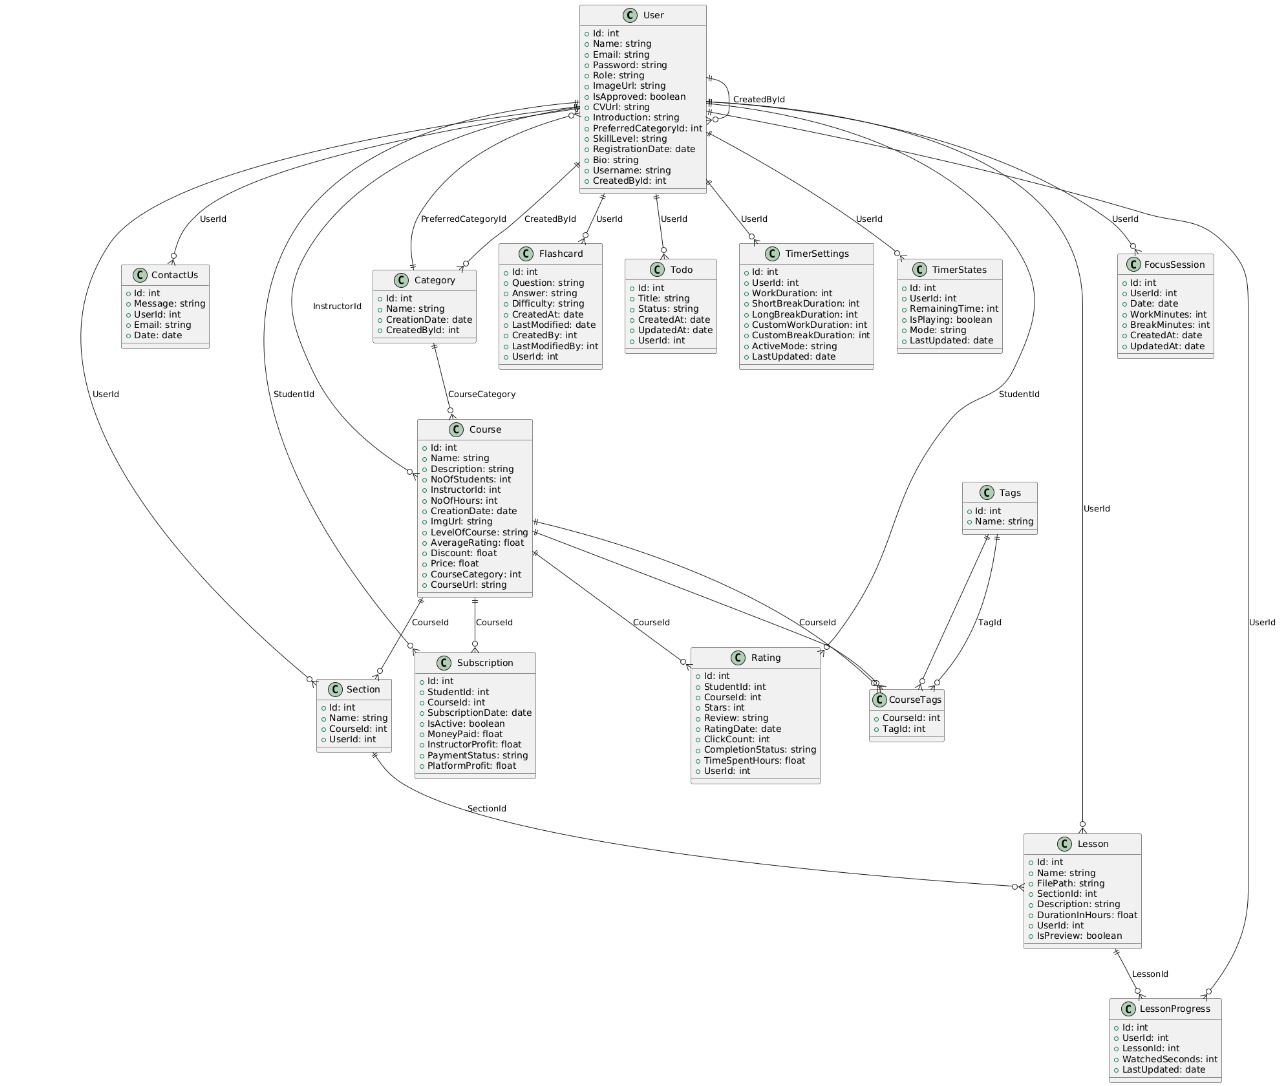 C User
Id: int
Name: string
Email: string
Password: string
Role: string
ImageUrl: string
IsApproved: boolean
CVUrl: string
Introduction: string
PreferredCategoryId: int
SkillLevel: string
RegistrationDate: date
Bio: string
Username: string
CreatedById: int
CreatedById
UserId
PreferredCategoryId
CreatedById
UserId
UserId
UserId
UserId
UserId
C ContactUs
Id: int
Message: string
UserId: int
Email: string
Date: date
C Category
Id: int
Name: string
CreationDate: date
CreatedById: int
C Flashcard
Id: int
Question: string
Answer: string
Difficulty: string
CreatedAt: date
LastModified: date
CreatedBy: int
LastModifiedBy: int
UserId: int
C Todo
Id: int
Title: string
Status: string
CreatedAt: date
UpdatedAt: date
UserId: int
C TimerSettings
Id: int
UserId: int
WorkDuration: int
ShortBreakDuration: int
LongBreakDuration: int
CustomWorkDuration: int
CustomBreakDuration: int
ActiveMode: string
LastUpdated: date
C TimerStates
Id: int
UserId: int
RemainingTime: int
IsPlaying: boolean
Mode: string
LastUpdated: date
C FocusSession
Id: int
UserId: int
Date: date
WorkMinutes: int
BreakMinutes: int
CreatedAt: date
UpdatedAt: date
InstructorId
UserId
StudentId
CourseCategory
StudentId
C Course
Id: int
Name: string
Description: string
NoOfStudents: int
InstructorId: int
NoOfHours: int
CreationDate: date
ImgUrl: string
LevelOfCourse: string
AverageRating: float
Discount: float
Price: float
CourseCategory: int
CourseUrl: string
C Tags
Id: int
Name: string
UserId
CourseId
CourseId
CourseId
CourseId
TagId
UserId
C Section
Id: int
Name: string
CourseId: int
UserId: int
C Subscription
Id: int
StudentId: int
CourseId: int
SubscriptionDate: date
IsActive: boolean
MoneyPaid: float
InstructorProfit: float
PaymentStatus: string
PlatformProfit: float
C Rating
Id: int
StudentId: int
CourseId: int
Stars: int
Review: string
RatingDate: date
ClickCount: int
CompletionStatus: string
TimeSpentHours: float
UserId: int
C CourseTags
CourseId: int
TagId: int
SectionId
C Lesson
Id: int
Name: string
FilePath: string
SectionId: int
Description: string
DurationInHours: float
UserId: int
IsPreview: boolean
LessonId
C LessonProgress
Id: int
UserId: int
LessonId: int
WatchedSeconds: int
LastUpdated: date